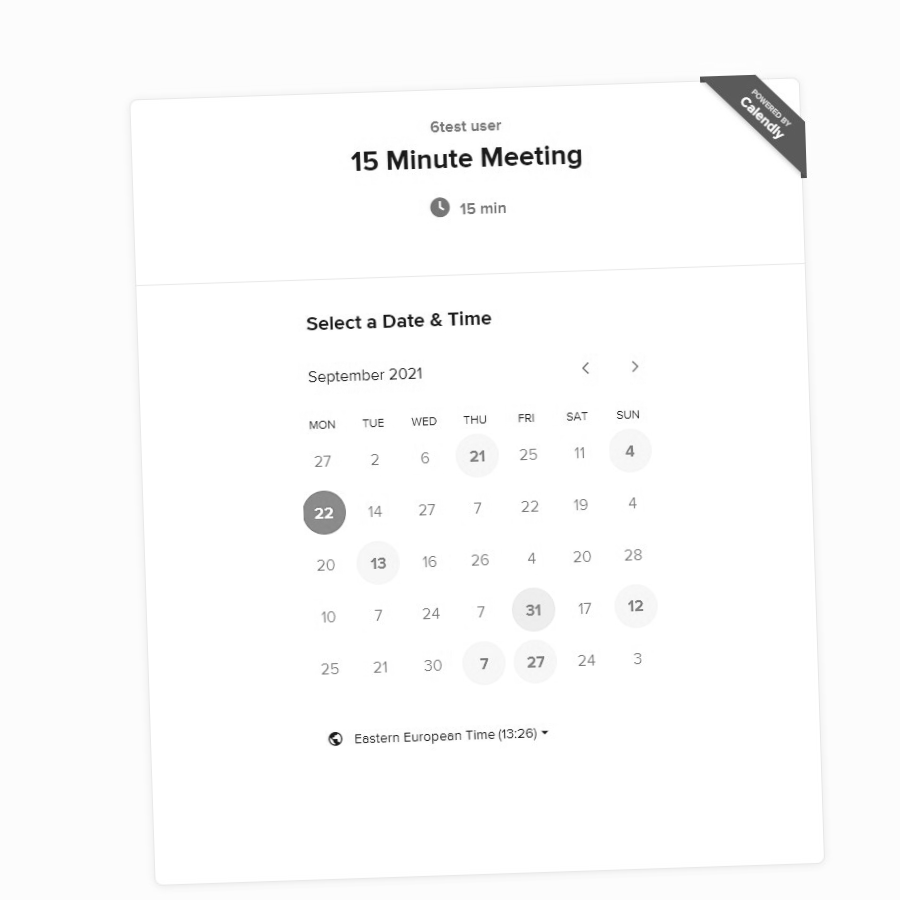 POWERED BY
Calendly
6test user
15 Minute Meeting
15 min
Select a Date & Time
September 2021
MON TUE WED THU FRI SAT SUN
27 2 6 21 25 11 4
22 14 27 7 22 19 4
20 13 16 26 4 20 28
10 7 24 7 31 17 12
25 21 30 7 27 24 3
Eastern European Time (13:26)